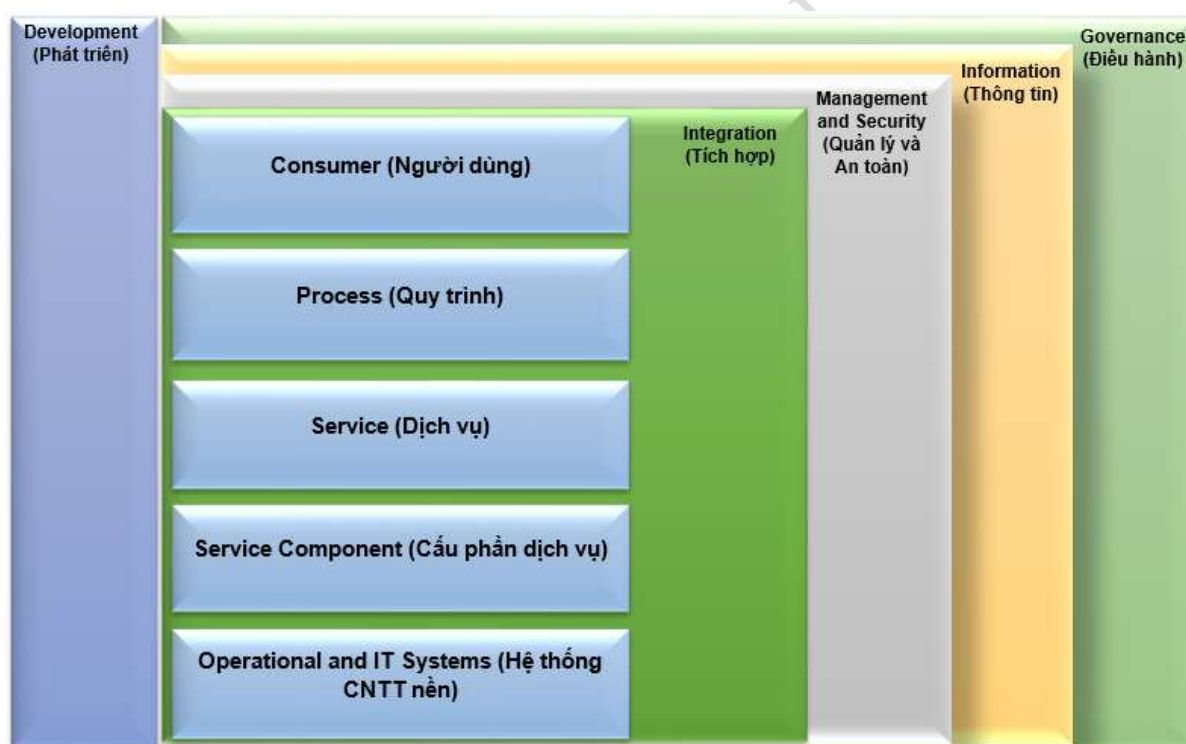 Development
(Phát triển)
Governance
(Điều hành)
Information
(Thông tin)
Management
and Security
(Quản lý và
An toàn)
Integration
(Tích hợp)
Consumer (Người dùng)
Process (Quy trình)
Service (Dịch vụ)
Service Component (Cấu phần dịch vụ)
Operational and IT Systems (Hệ thống
CNTT nền)